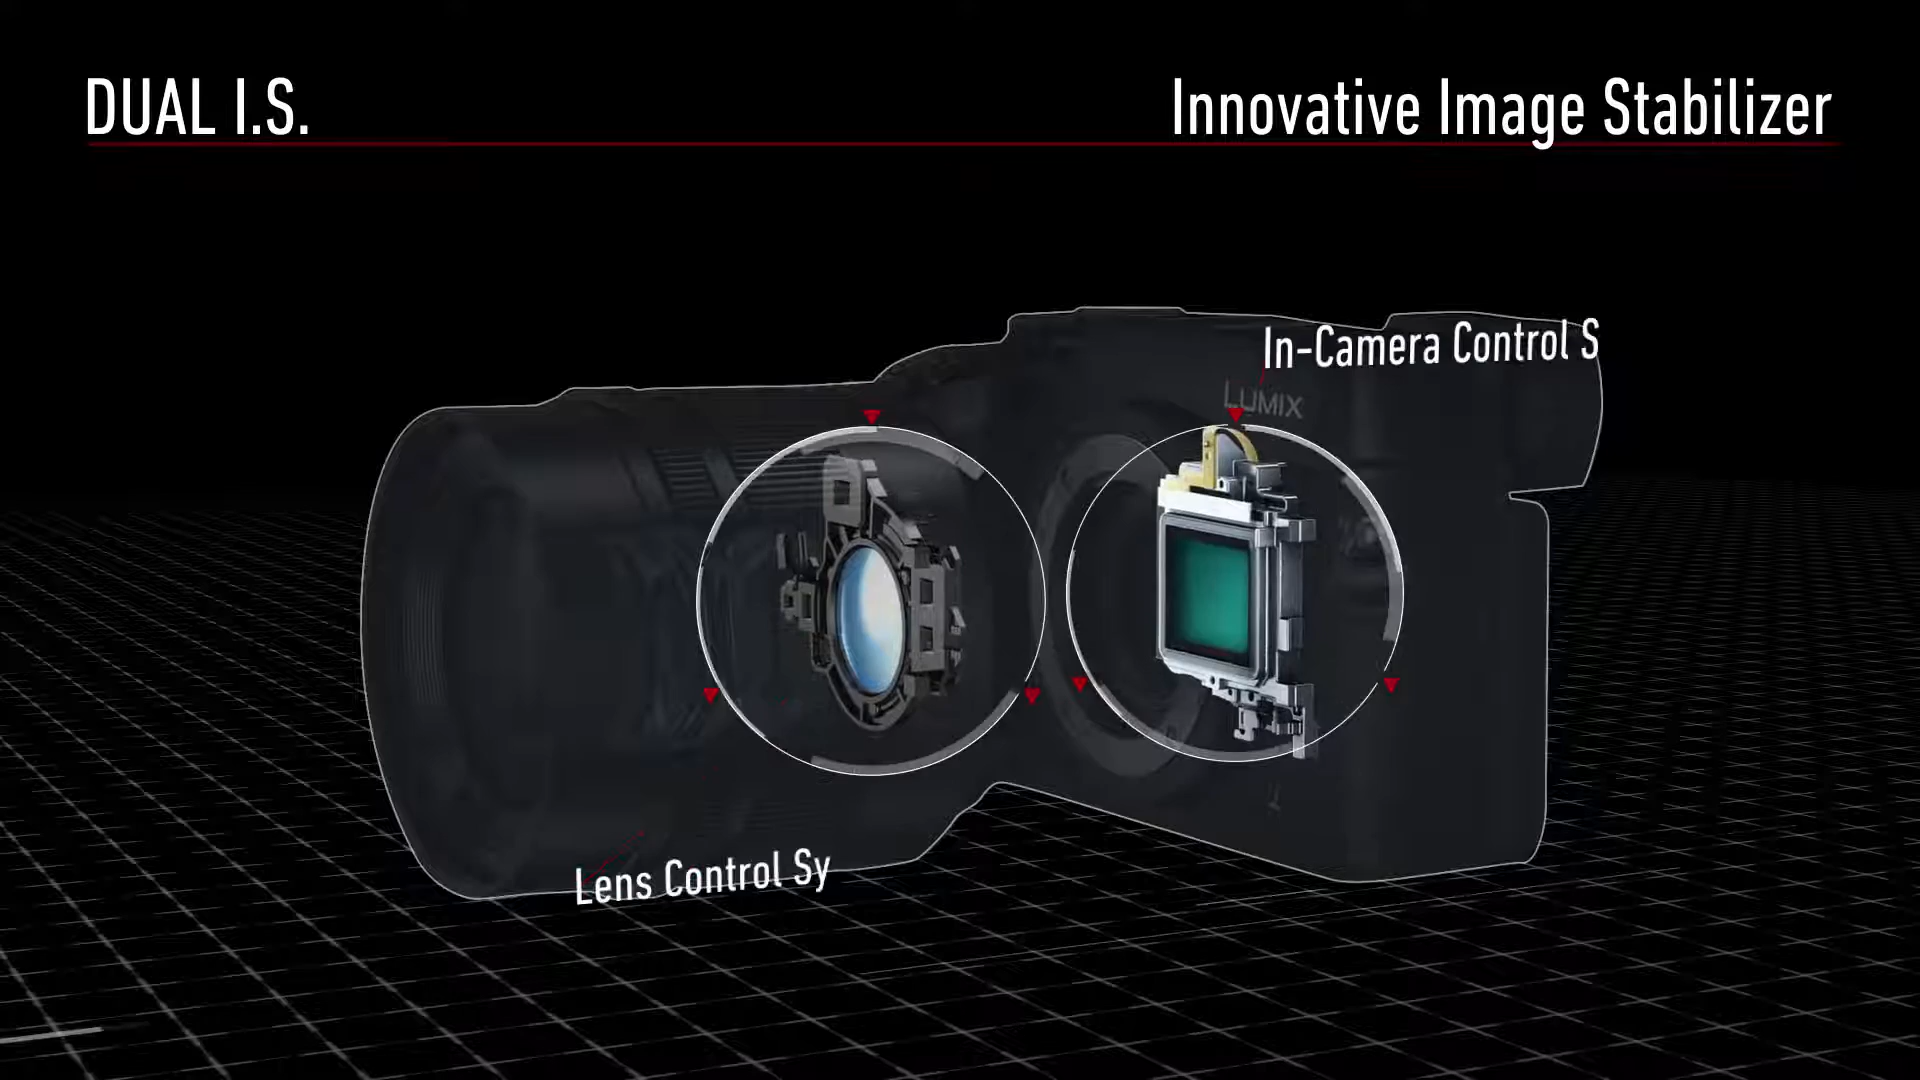 DUAL I.S.
Innovative Image Stabilizer
In-Camera Control S
LUMIX
Lens Control Sy